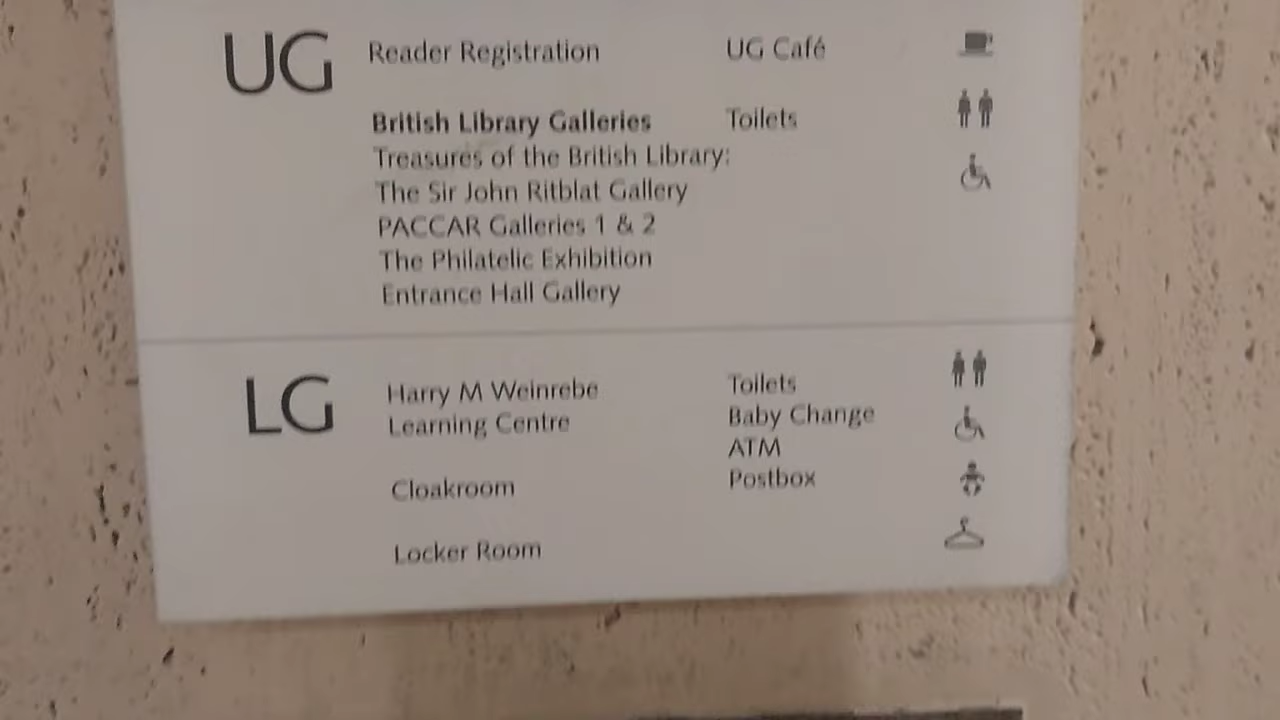 UG
Reader Registration
UG Café
British Library Galleries
Toilets
Treasures of the British Library:
The Sir John Ritblat Gallery
PACCAR Galleries 1 & 2
The Philatelic Exhibition
Entrance Hall Gallery
LG
Harry M Weinrebe
Learning Centre
Cloakroom
Locker Room
Toilets
Baby Change
ATM
Postbox